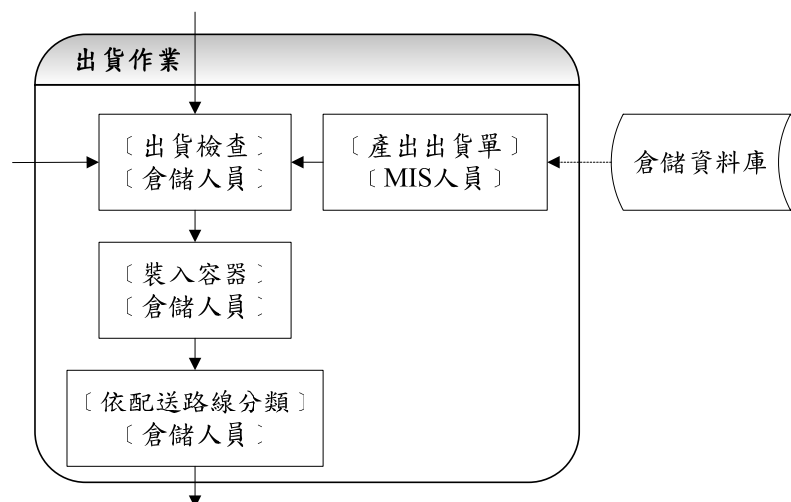 出貨作業
〔出貨檢查〕
〔倉儲人員〕
〔產出出貨單〕
〔MIS人員〕
倉儲資料庫
〔裝入容器〕
〔倉儲人員〕
〔依配送路線分類〕
〔倉儲人員〕